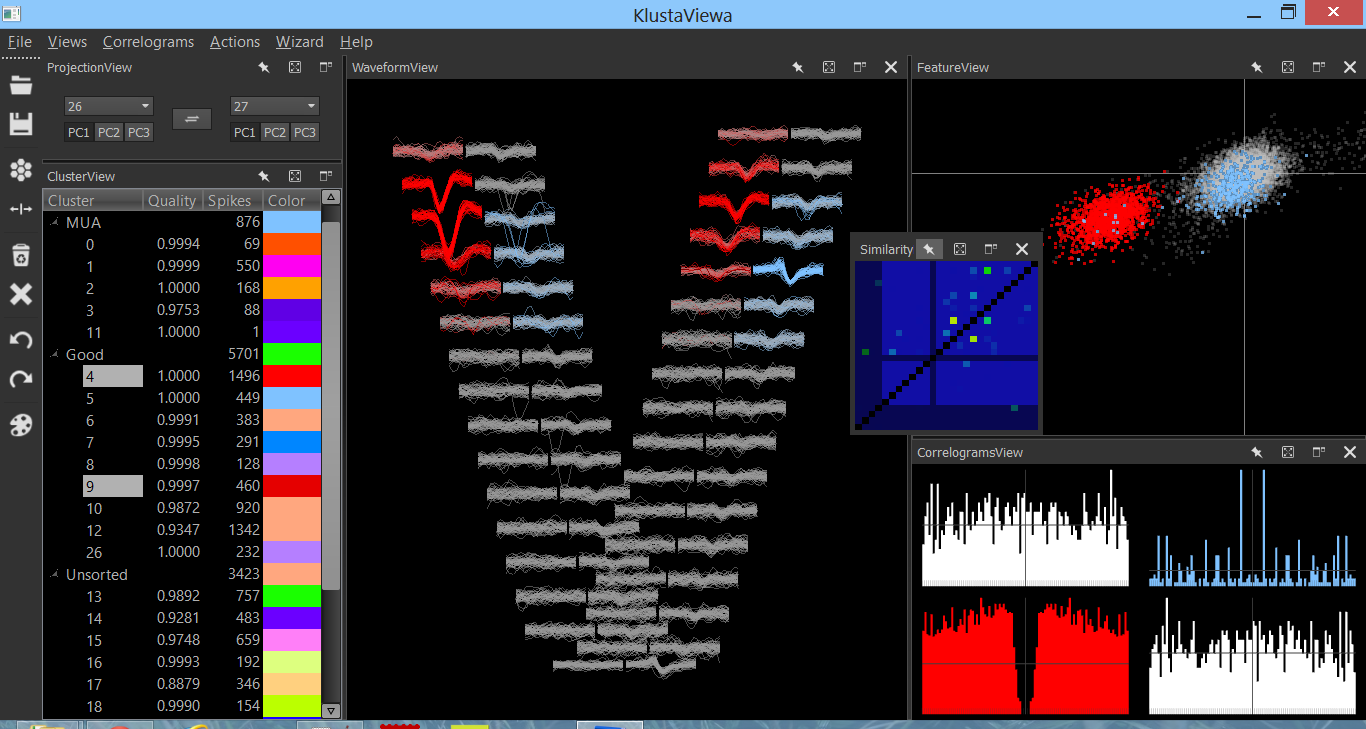 KlustaViewa
File Views Correlograms Actions Wizard Help
ProjectionView
26 27
PC1 PC2 PC3 PC1 PC2 PC3
ClusterView
Cluster Quality Spikes Color
MUA 876
0 0.9994 69
1 0.9999 550
2 1.0000 168
3 0.9753 88
11 1.0000 1
Good 5701
4 1.0000 1496
5 1.0000 449
6 0.9991 383
7 0.9995 291
8 0.9998 128
9 0.9997 460
10 0.9872 920
12 0.9347 1342
26 1.0000 232
Unsorted 3423
13 0.9892 757
14 0.9281 483
15 0.9748 659
16 0.9993 192
17 0.8879 346
18 0.9990 154
WaveformView
FeatureView
Similarity
CorrelogramsView